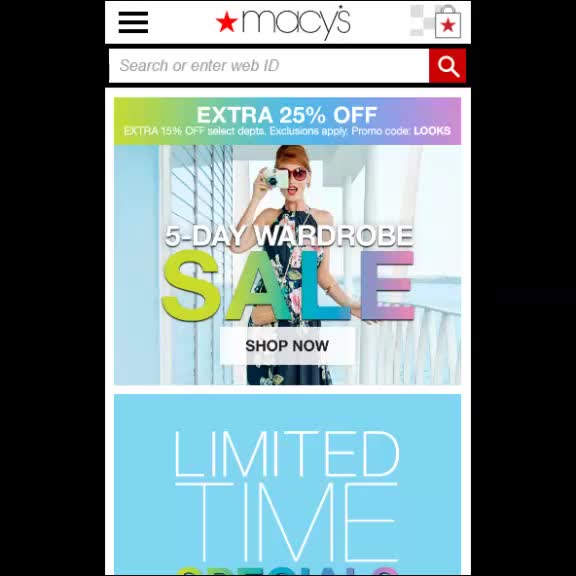 macy's
Search or enter web ID
EXTRA 25% OFF
EXTRA 15% OFF select depts. Exclusions apply. Promo code: LOOKS
5-DAY WARDROBE
SALE
SHOP NOW
LIMITED
TIME
SPECIALS